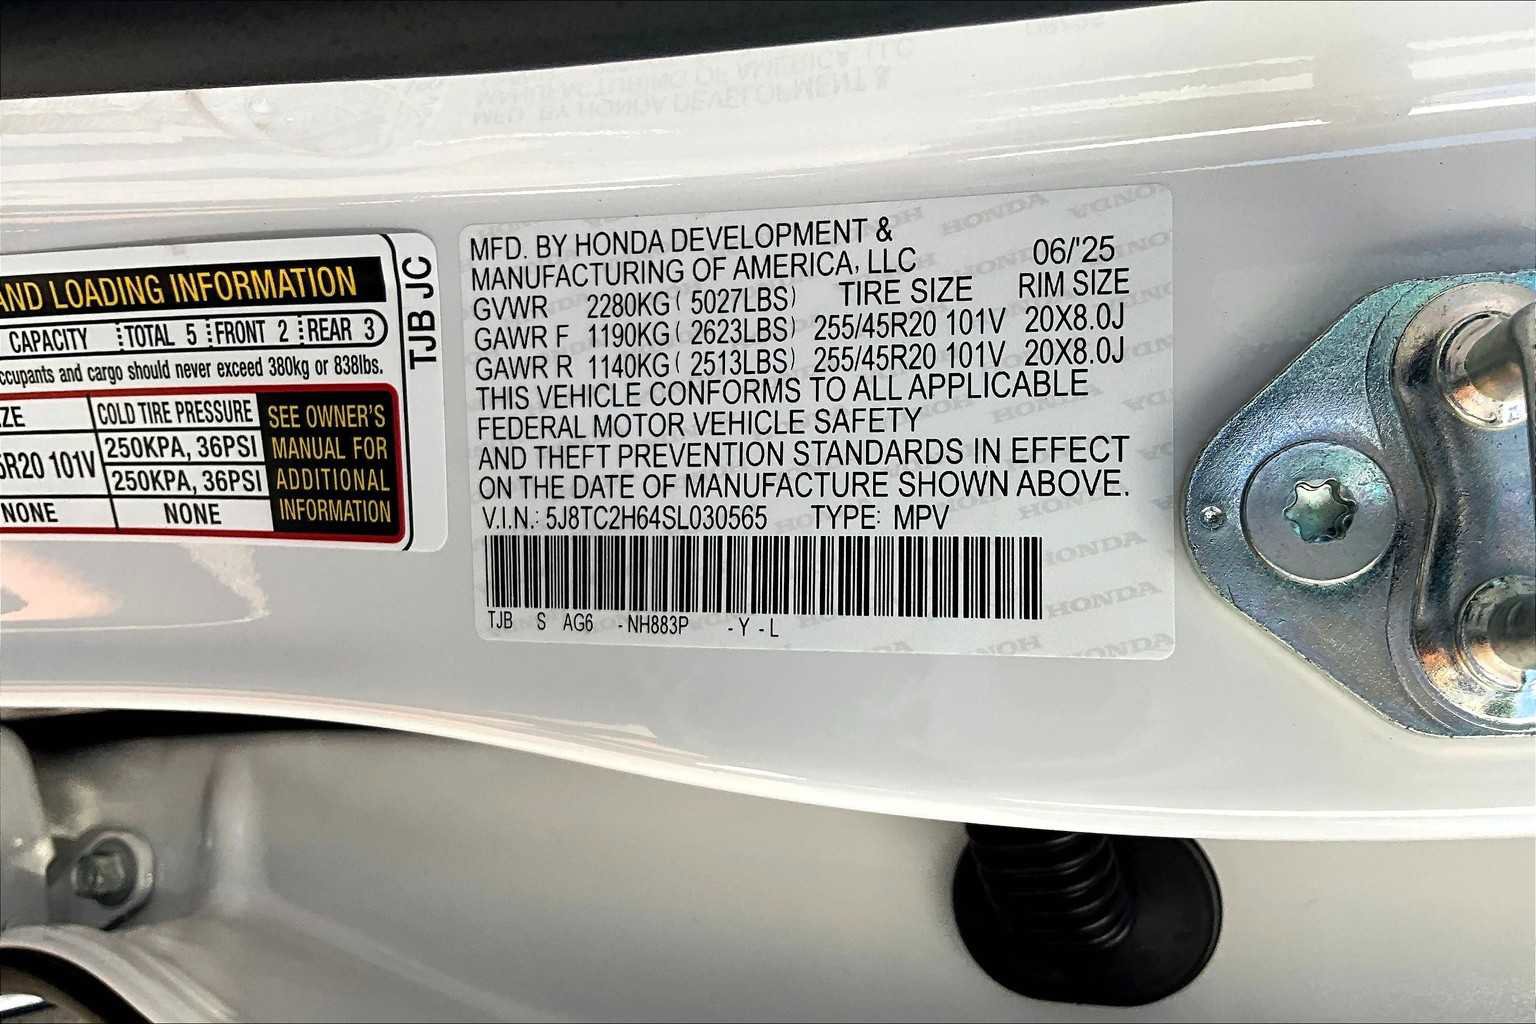 AND LOADING INFORMATION
CAPACITY TOTAL 5 FRONT 2 REAR 3
ccupants and cargo should never exceed 380kg or 838lbs.
ZE COLD TIRE PRESSURE
5R20 101V 250KPA, 36PSI
250KPA, 36PSI
NONE NONE
SEE OWNER'S
MANUAL FOR
ADDITIONAL
INFORMATION
TJB JC
MFD. BY HONDA DEVELOPMENT &
MANUFACTURING OF AMERICA, LLC 06/'25
GVWR 2280KG ( 5027LBS) TIRE SIZE RIM SIZE
GAWR F 1190KG ( 2623LBS) 255/45R20 101V 20X8.0J
GAWR R 1140KG ( 2513LBS) 255/45R20 101V 20X8.0J
THIS VEHICLE CONFORMS TO ALL APPLICABLE
FEDERAL MOTOR VEHICLE SAFETY
AND THEFT PREVENTION STANDARDS IN EFFECT
ON THE DATE OF MANUFACTURE SHOWN ABOVE.
V.I.N.: 5J8TC2H64SL030565 TYPE: MPV
TJB S AG6 - NH883P - Y - L
HONDA